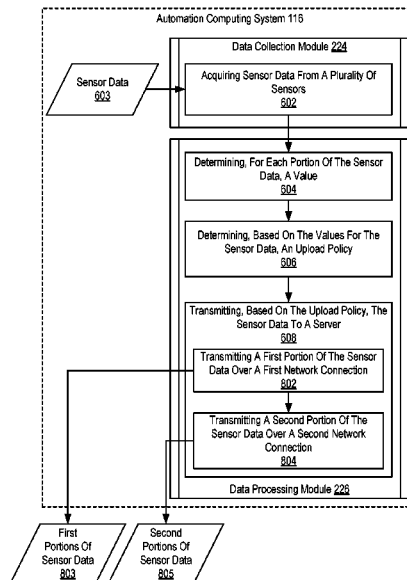 Automation Computing System 116
Data Collection Module 224
Sensor Data
603
Acquiring Sensor Data From A Plurality Of
Sensors
602
Determining, For Each Portion Of The Sensor
Data, A Value
604
Determining, Based On The Values For The
Sensor Data, An Upload Policy
606
Transmitting, Based On The Upload Policy, The
Sensor Data To A Server
608
Transmitting A First Portion Of The Sensor
Data Over A First Network Connection
802
Transmitting A Second Portion Of The
Sensor Data Over A Second Network
Connection
804
Data Processing Module 226
First
Portions Of
Sensor Data
803
Second
Portions Of
Sensor Data
805